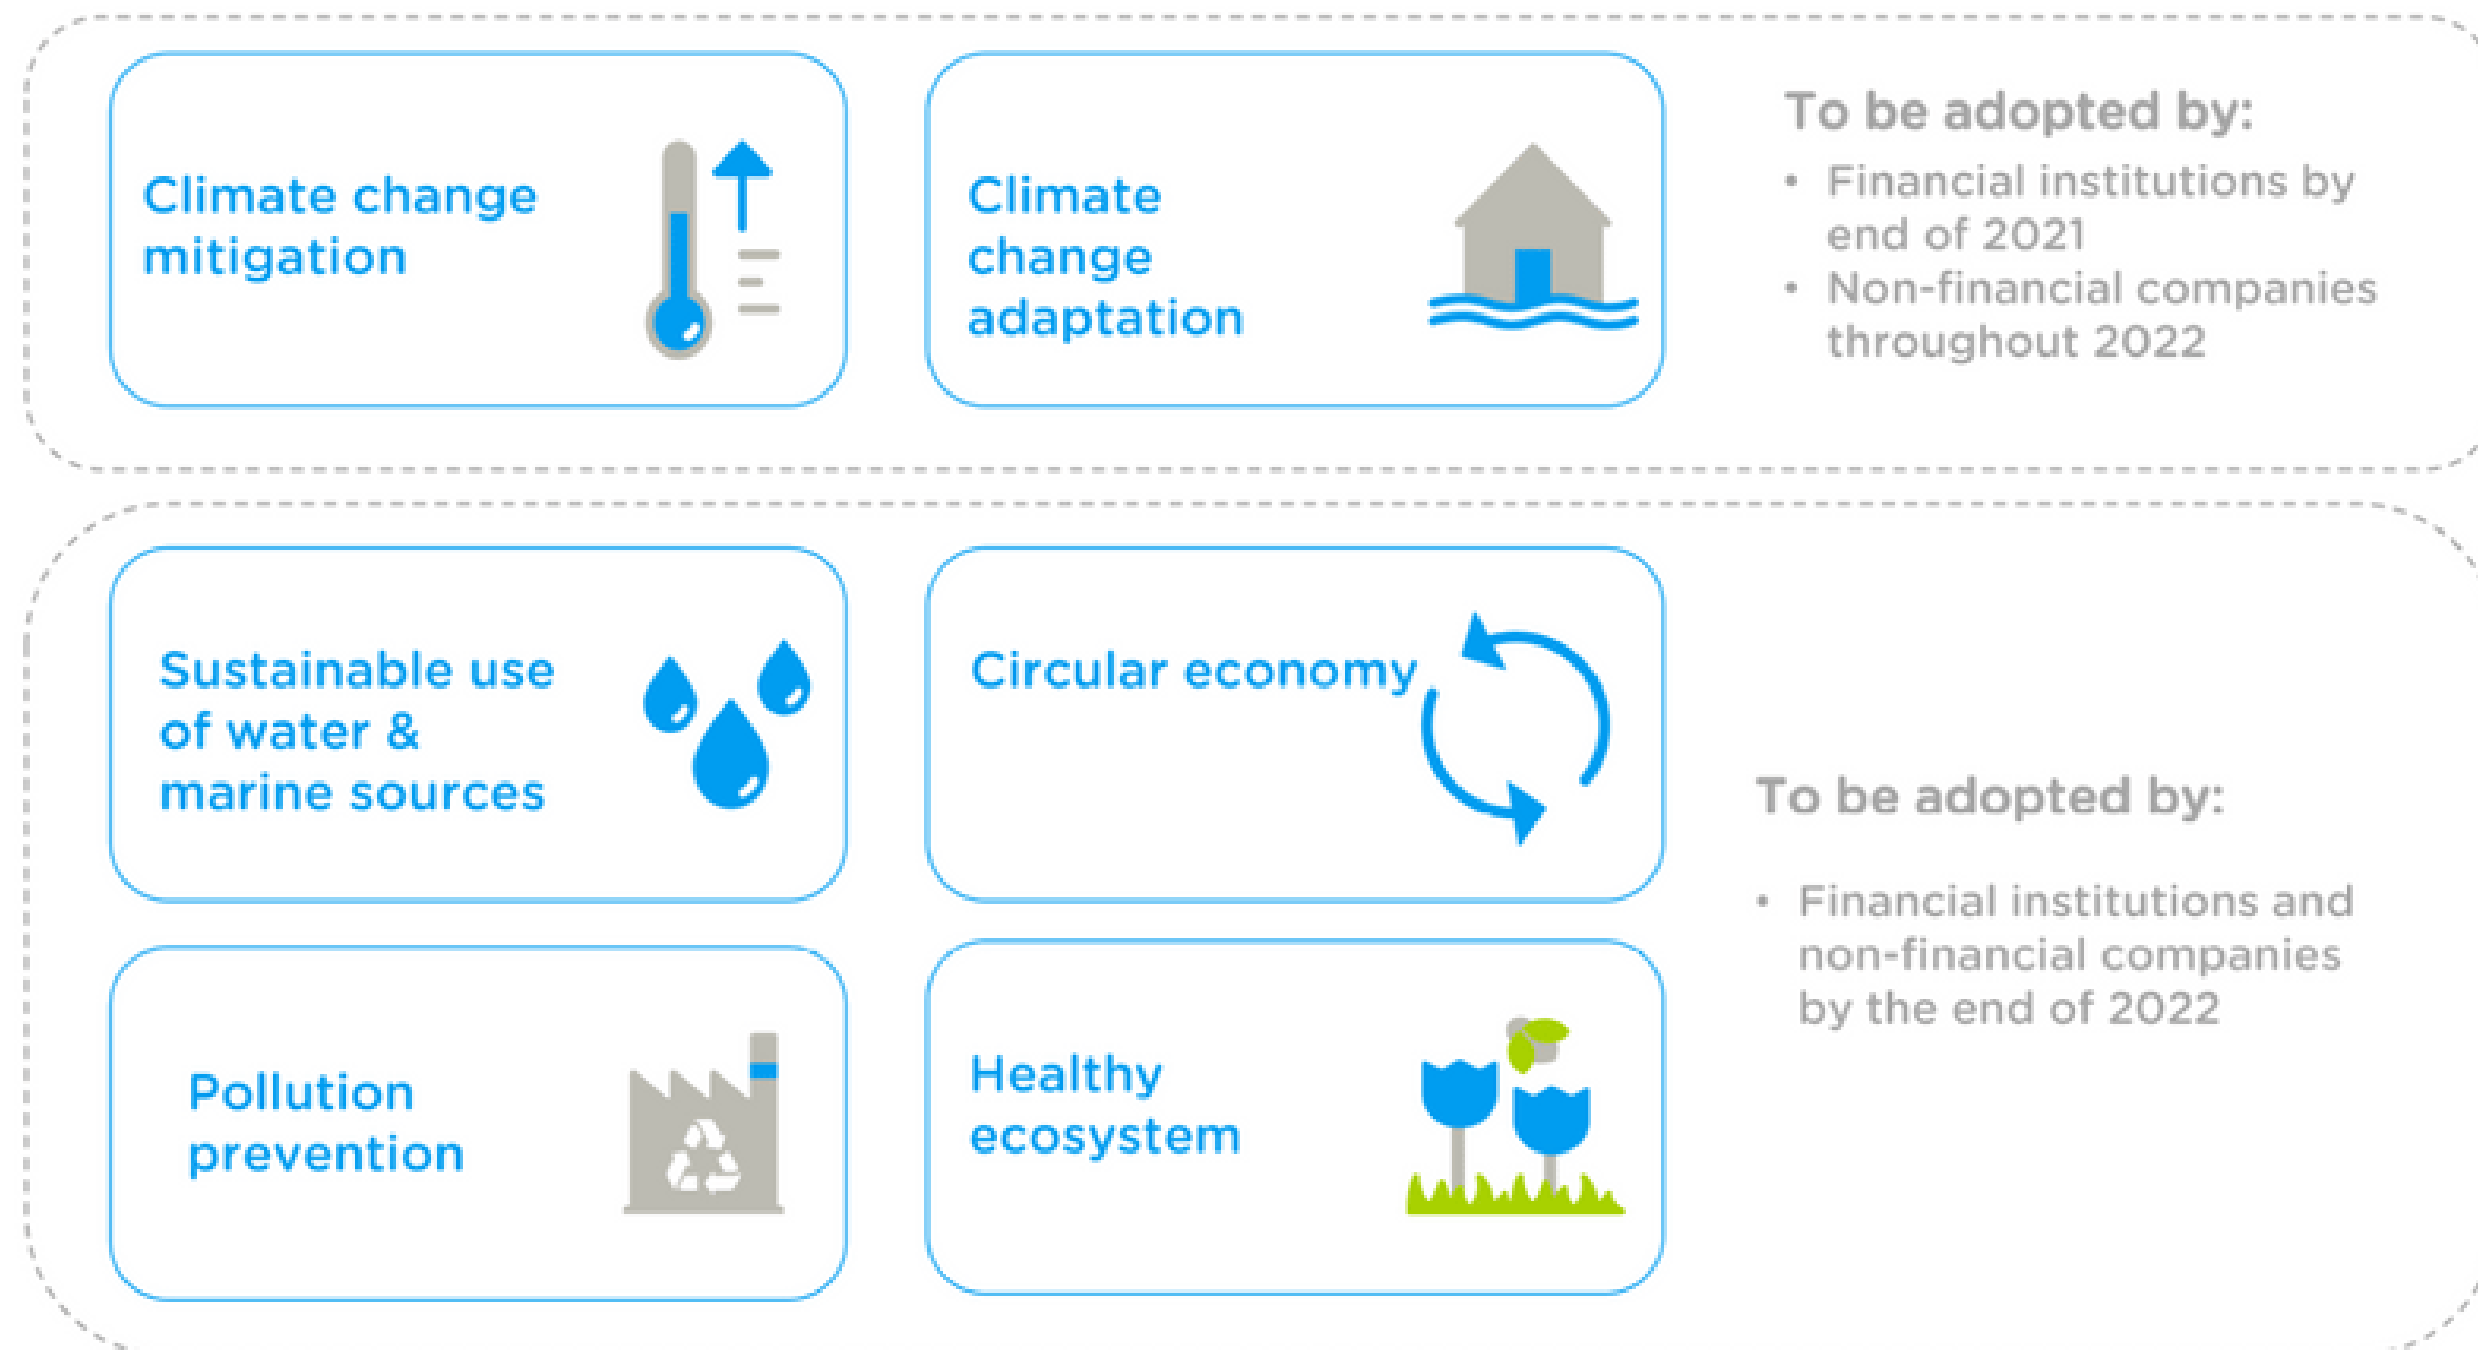 Climate change
mitigation
Climate
change
adaptation
To be adopted by:
• Financial institutions by
end of 2021
• Non-financial companies
throughout 2022
Sustainable use
of water &
marine sources
Circular economy
Pollution
prevention
Healthy
ecosystem
To be adopted by:
• Financial institutions and
non-financial companies
by the end of 2022